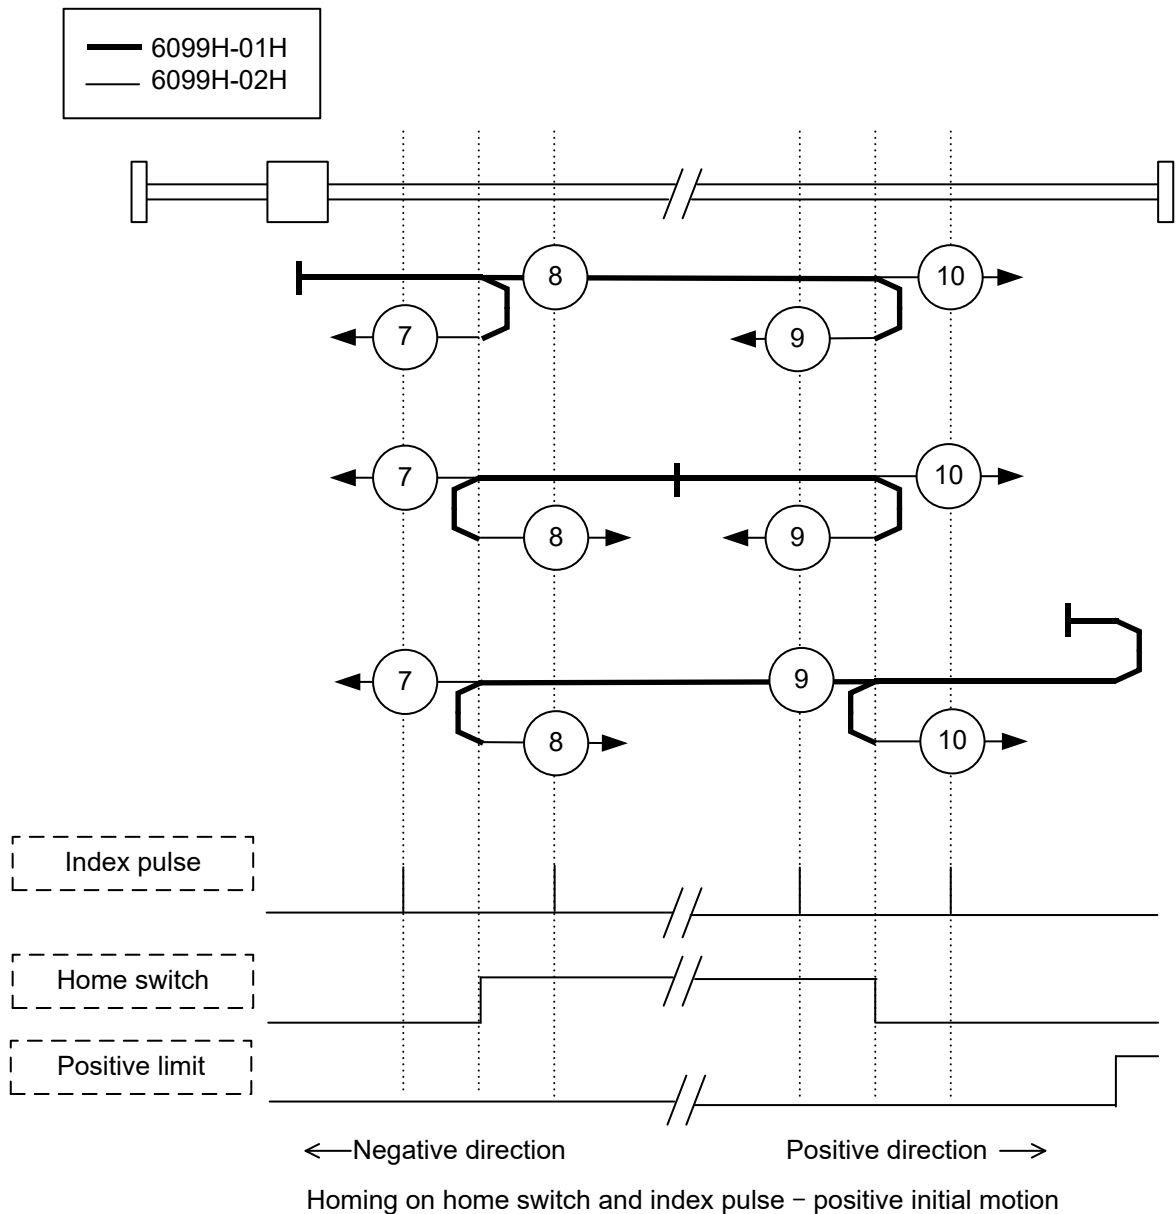 6099H-01H
6099H-02H
8
10
7
9
7
10
8
9
7
9
8
10
Index pulse
Home switch
Positive limit
Negative direction
Positive direction
Homing on home switch and index pulse – positive initial motion